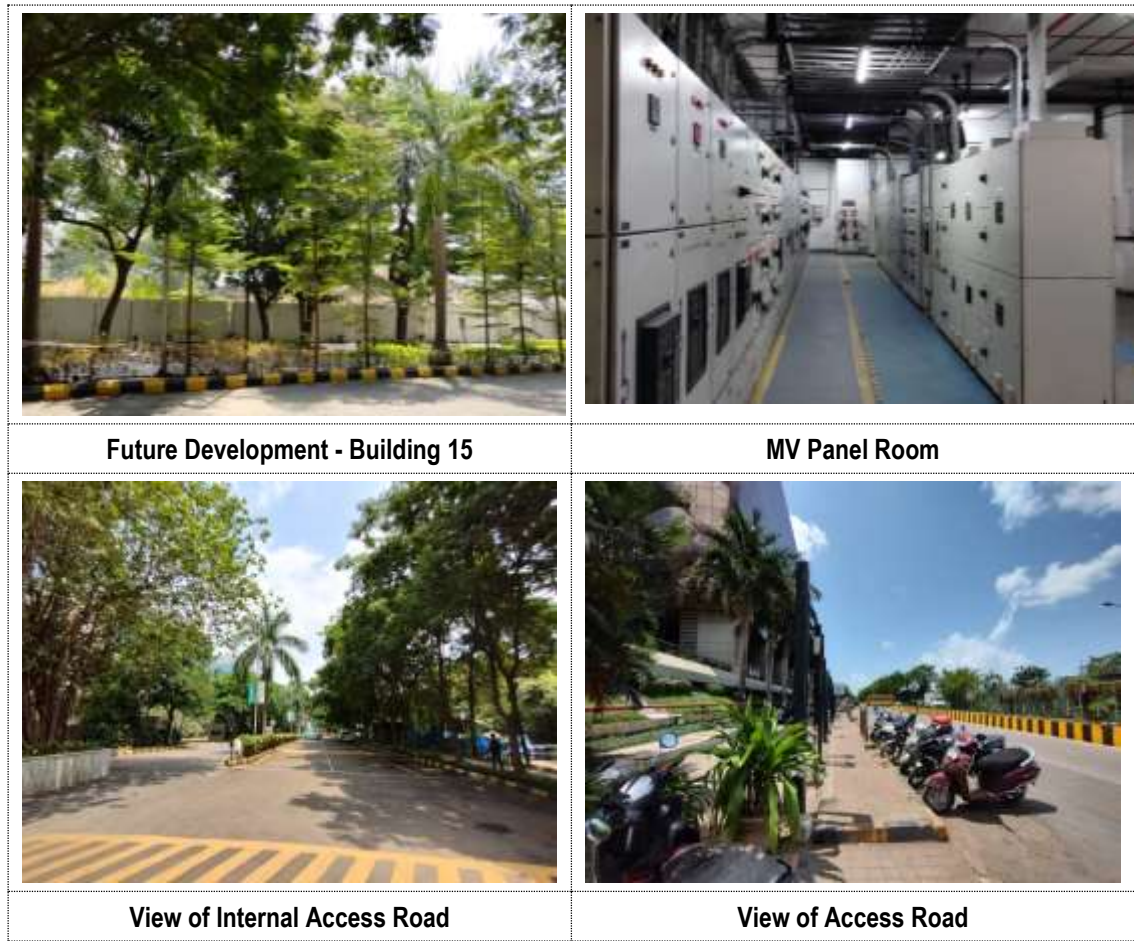 Future Development - Building 15
MV Panel Room
View of Internal Access Road
View of Access Road